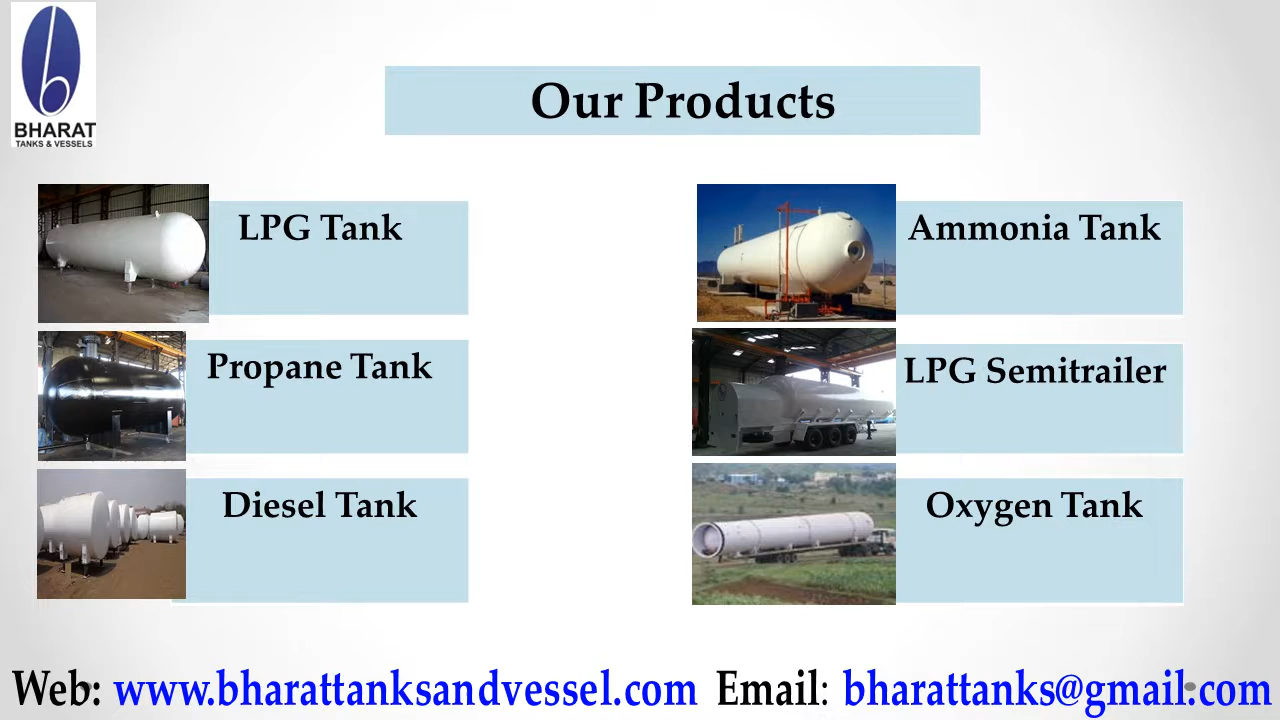 BHARAT
TANKS & VESSELS
Our Products
LPG Tank
Ammonia Tank
Propane Tank
LPG Semitrailer
Diesel Tank
Oxygen Tank
Web: www.bharattanksandvessel.com Email: bharattanks@gmail.com